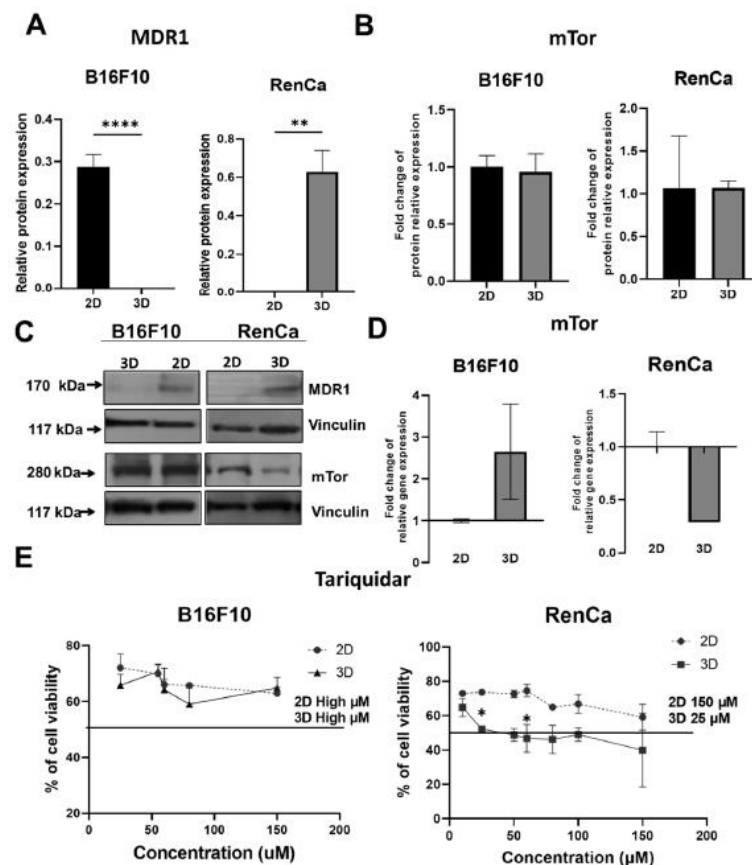 A
MDR1
B16F10
RenCa
Relative protein expression
0.4
0.3
0.2
0.1
0.0
****
2D
3D
Relative protein expression
0.8
0.6
0.4
0.2
0.0
**
2D
3D
B
mTor
B16F10
RenCa
Fold change of
protein relative expression
1.5
1.0
0.5
0.0
2D
3D
Fold change of
protein relative expression
2.0
1.5
1.0
0.5
0.0
2D
3D
C
B16F10 RenCa
3D 2D 2D 3D
170 kDa
MDR1
117 kDa
Vinculin
280 kDa
mTor
117 kDa
Vinculin
D
mTor
B16F10
RenCa
Fold change of
relative gene expression
4
3
2
1
2D
3D
Fold change of
relative gene expression
1.5
1.0
0.5
0.0
2D
3D
E
Tariquidar
B16F10
% of cell viability
80
60
40
20
0 50 100 150 200
Concentration (uM)
2D
3D
2D High µM
3D High µM
RenCa
% of cell viability
100
80
60
40
20
0
0 50 100 150 200
Concentration (µM)
2D
3D
2D 150 µM
3D 25 µM
* *